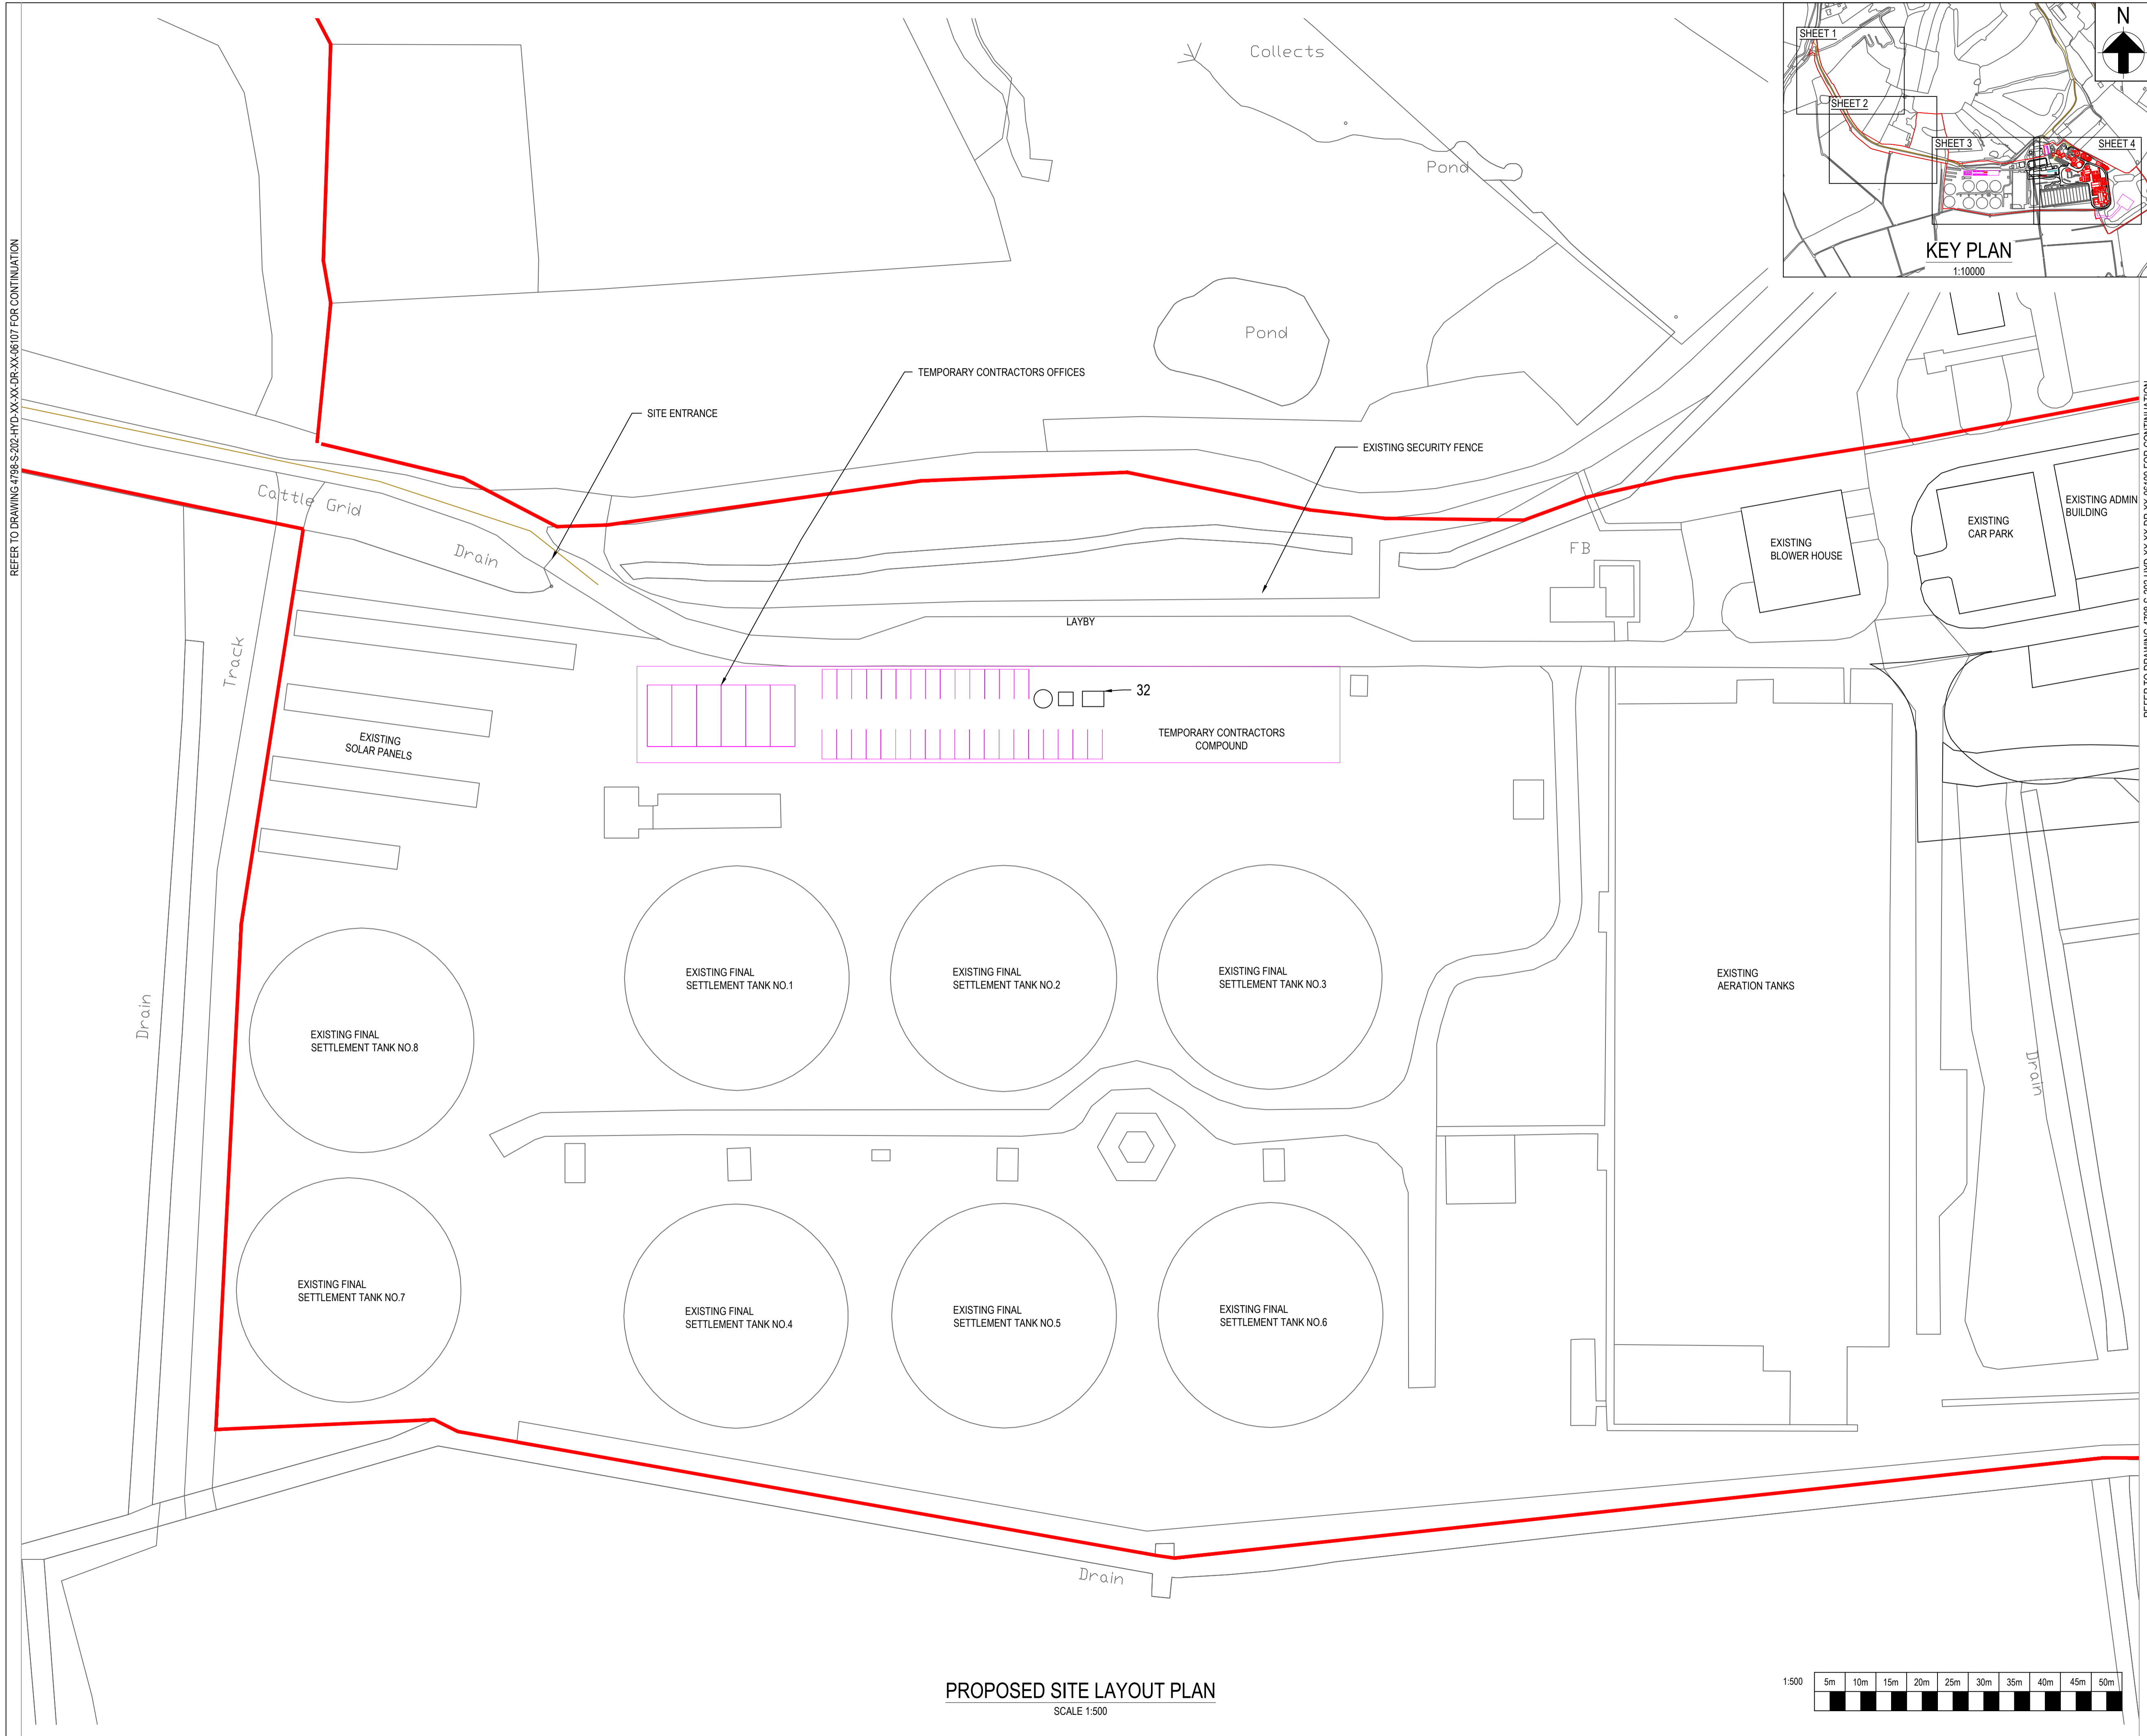 REFER TO DRAWING 4798-S-202-HYD-XX-XX-DR-XX-06107 FOR CONTINUATION
Collects
Pond
Pond
N
SHEET 1
SHEET 2
SHEET 3
SHEET 4
KEY PLAN
1:10000
TEMPORARY CONTRACTORS OFFICES
SITE ENTRANCE
EXISTING SECURITY FENCE
Cattle Grid
Drain
FB
EXISTING
BLOWER HOUSE
EXISTING
CAR PARK
EXISTING ADMIN
BUILDING
LAYBY
Track
32
TEMPORARY CONTRACTORS
COMPOUND
EXISTING
SOLAR PANELS
EXISTING FINAL
SETTLEMENT TANK NO.1
EXISTING FINAL
SETTLEMENT TANK NO.2
EXISTING FINAL
SETTLEMENT TANK NO.3
EXISTING
AERATION TANKS
Drain
EXISTING FINAL
SETTLEMENT TANK NO.8
Drain
EXISTING FINAL
SETTLEMENT TANK NO.7
EXISTING FINAL
SETTLEMENT TANK NO.4
EXISTING FINAL
SETTLEMENT TANK NO.5
EXISTING FINAL
SETTLEMENT TANK NO.6
Drain
PROPOSED SITE LAYOUT PLAN
SCALE 1:500
1:500 5m 10m 15m 20m 25m 30m 35m 40m 45m 50m